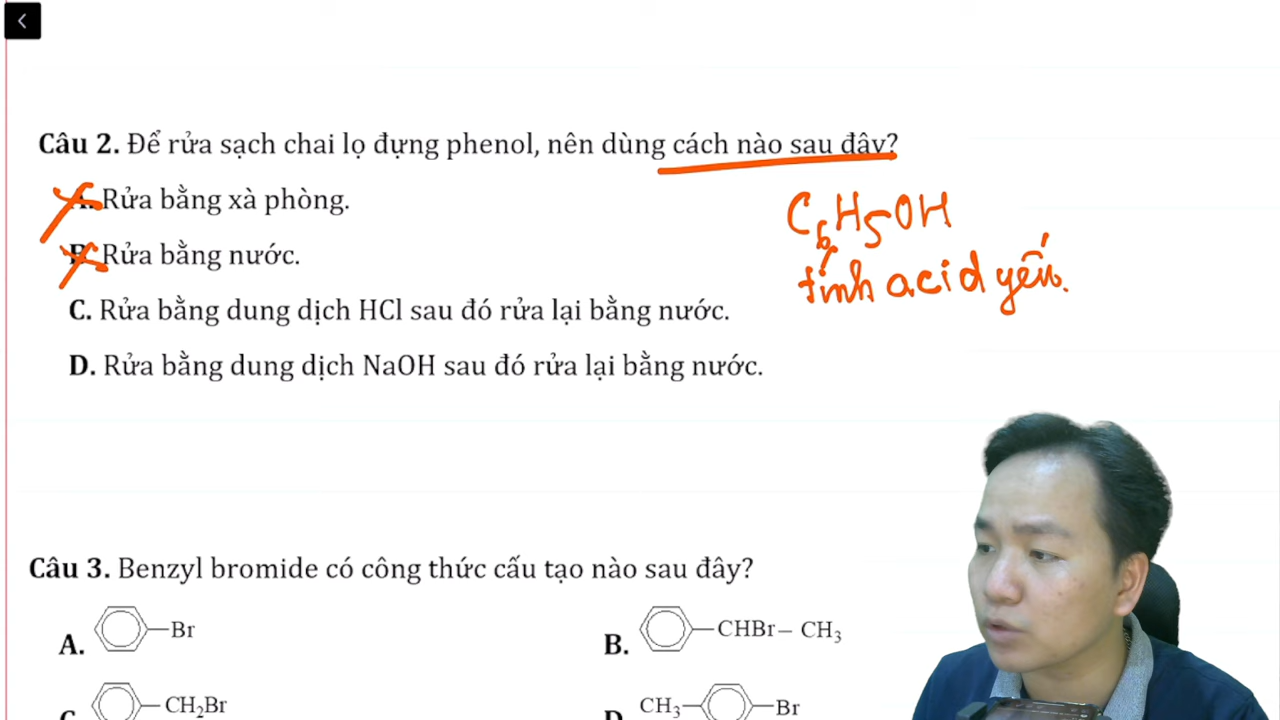 Câu 2. Để rửa sạch chai lọ đựng phenol, nên dùng cách nào sau đây?
A. Rửa bằng xà phòng.
C6H5OH
B. Rửa bằng nước.
tính acid yếu.
C. Rửa bằng dung dịch HCl sau đó rửa lại bằng nước.
D. Rửa bằng dung dịch NaOH sau đó rửa lại bằng nước.
Câu 3. Benzyl bromide có công thức cấu tạo nào sau đây?
A. Br
B. CHBr – CH₃
C. CH₂Br
D. CH₃ Br